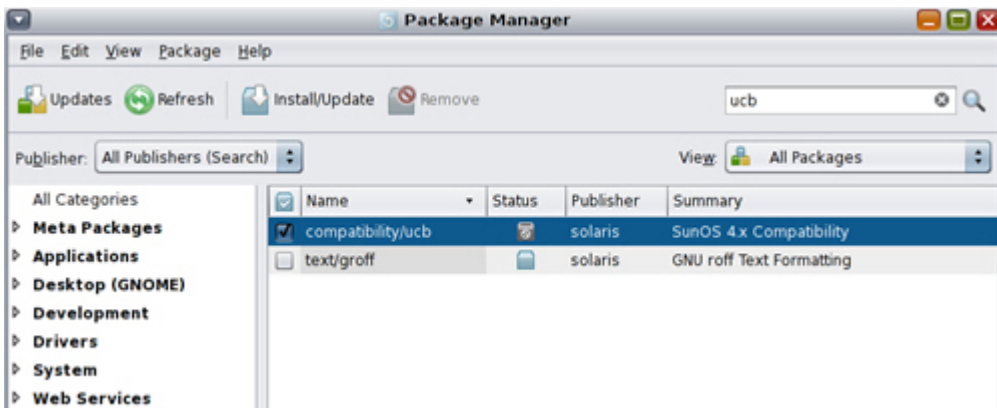 Package Manager
File Edit View Package Help
Updates Refresh Install/Update Remove ucb
Publisher: All Publishers (Search) View: All Packages
All Categories
Meta Packages
Applications
Desktop (GNOME)
Development
Drivers
System
Web Services
Name Status Publisher Summary
compatibility/ucb solaris SunOS 4.x Compatibility
text/groff solaris GNU roff Text Formatting